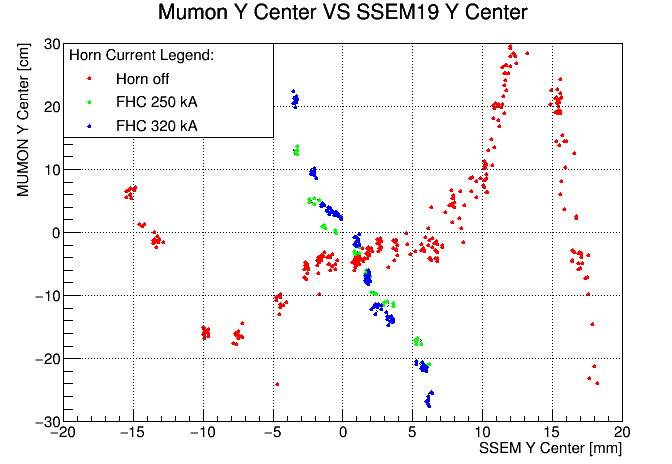 Mumon Y Center VS SSEM19 Y Center
MUMON Y Center [cm]
Horn Current Legend:
Horn off
FHC 250 kA
FHC 320 kA
30
20
10
0
−10
−20
−30
−20 −15 −10 −5 0 5 10 15 20
SSEM Y Center [mm]